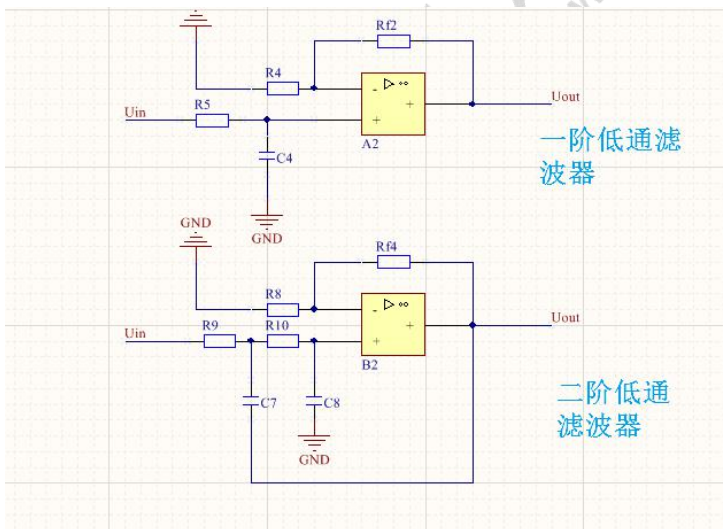 Rf2
R4
Uin
R5
- ▷ ∞
+
+
Uout
A2
C4
GND
一阶低通滤
波器
GND
Rf4
R8
- ▷ ∞
+
+
Uout
Uin
R9
R10
B2
C7
C8
GND
二阶低通
滤波器